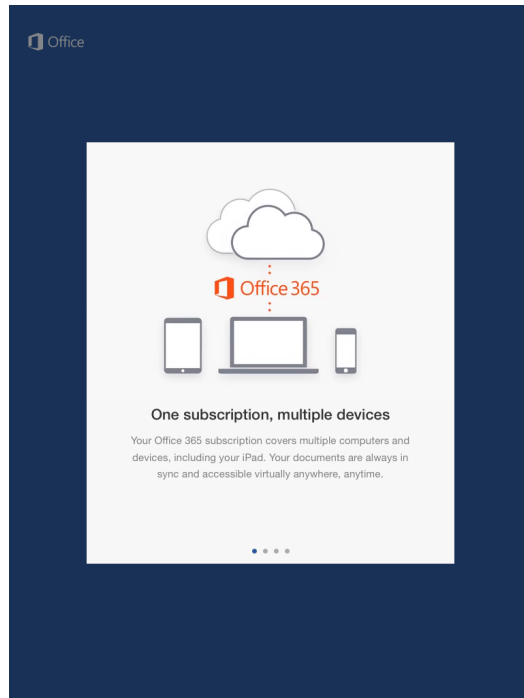 Office
Office 365
One subscription, multiple devices
Your Office 365 subscription covers multiple computers and
devices, including your iPad. Your documents are always in
sync and accessible virtually anywhere, anytime.